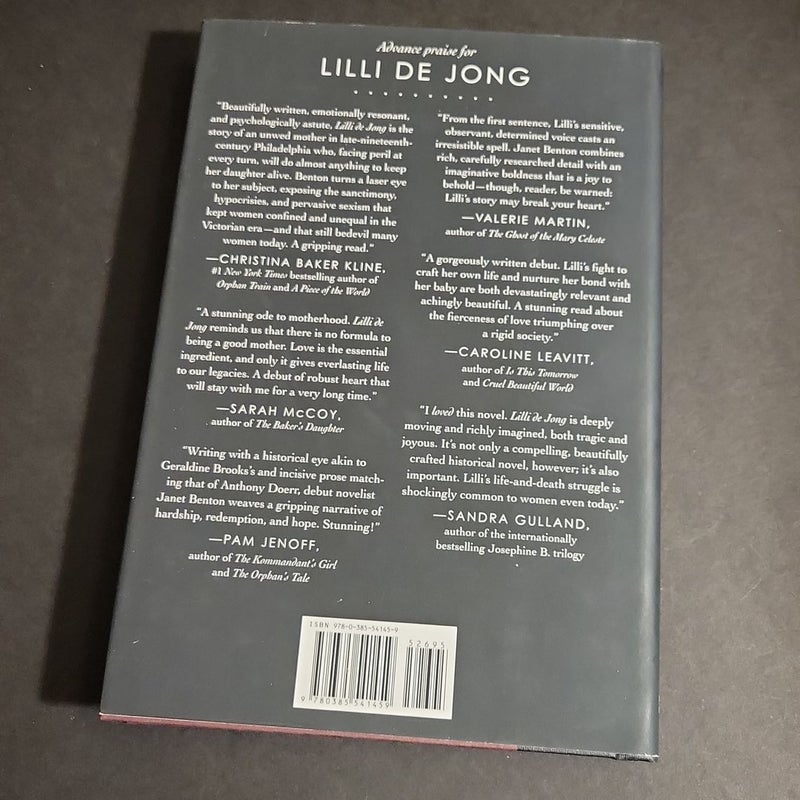 Advance praise for
LILLI DE JONG
"Beautifully written, emotionally resonant,
and psychologically astute, Lilli de Jong is the
story of an unwed mother in late-nineteenth-
century Philadelphia who, facing peril at
every turn, will do almost anything to keep
her daughter alive. Benton turns a laser eye
to her subject, exposing the sanctimony,
hypocrisies, and pervasive sexism that
kept women confined and unequal in the
Victorian era—and that still bedevil many
women today. A gripping read."
—CHRISTINA BAKER KLINE,
#1 New York Times bestselling author of
Orphan Train and A Piece of the World
"A stunning ode to motherhood. Lilli de
Jong reminds us that there is no formula to
being a good mother. Love is the essential
ingredient, and only it gives everlasting life
to our legacies. A debut of robust heart that
will stay with me for a very long time."
—SARAH McCOY,
author of The Baker's Daughter
"Writing with a historical eye akin to
Geraldine Brooks's and incisive prose match-
ing that of Anthony Doerr, debut novelist
Janet Benton weaves a gripping narrative of
hardship, redemption, and hope. Stunning!"
—PAM JENOFF,
author of The Kommandant's Girl
and The Orphan's Tale
"From the first sentence, Lilli's sensitive,
observant, determined voice casts an
irresistible spell. Janet Benton combines
rich, carefully researched detail with an
imaginative boldness that is a joy to
behold—though, reader, be warned:
Lilli's story may break your heart."
—VALERIE MARTIN,
author of The Ghost of the Mary Celeste
"A gorgeously written debut. Lilli's fight to
craft her own life and nurture her bond with
her baby are both devastatingly relevant and
achingly beautiful. A stunning read about
the fierceness of love triumphing over
a rigid society."
—CAROLINE LEAVITT,
author of Is This Tomorrow
and Cruel Beautiful World
"I loved this novel. Lilli de Jong is deeply
moving and richly imagined, both tragic and
joyous. It's not only a compelling, beautifully
crafted historical novel, however; it's also
important. Lilli's life-and-death struggle is
shockingly common to women even today."
—SANDRA GULLAND,
author of the internationally
bestselling Josephine B. trilogy
ISBN 978-0-385-54145-9
52695
9 780385 541459